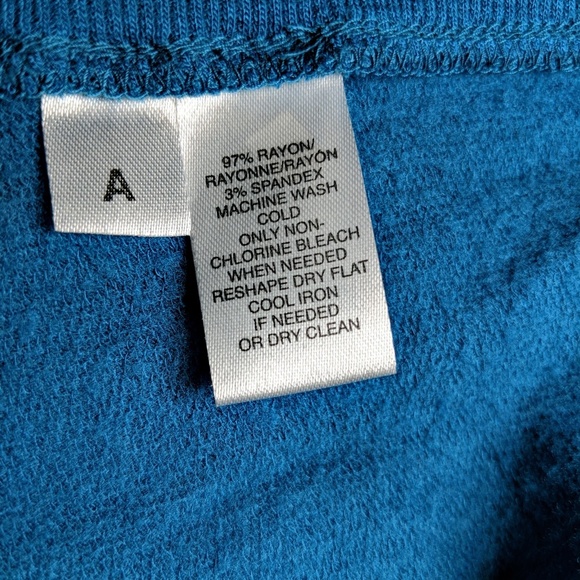 A
97% RAYON/
RAYONNE/RAYÓN
3% SPANDEX
MACHINE WASH
COLD
ONLY NON-
CHLORINE BLEACH
WHEN NEEDED
RESHAPE DRY FLAT
COOL IRON
IF NEEDED
OR DRY CLEAN